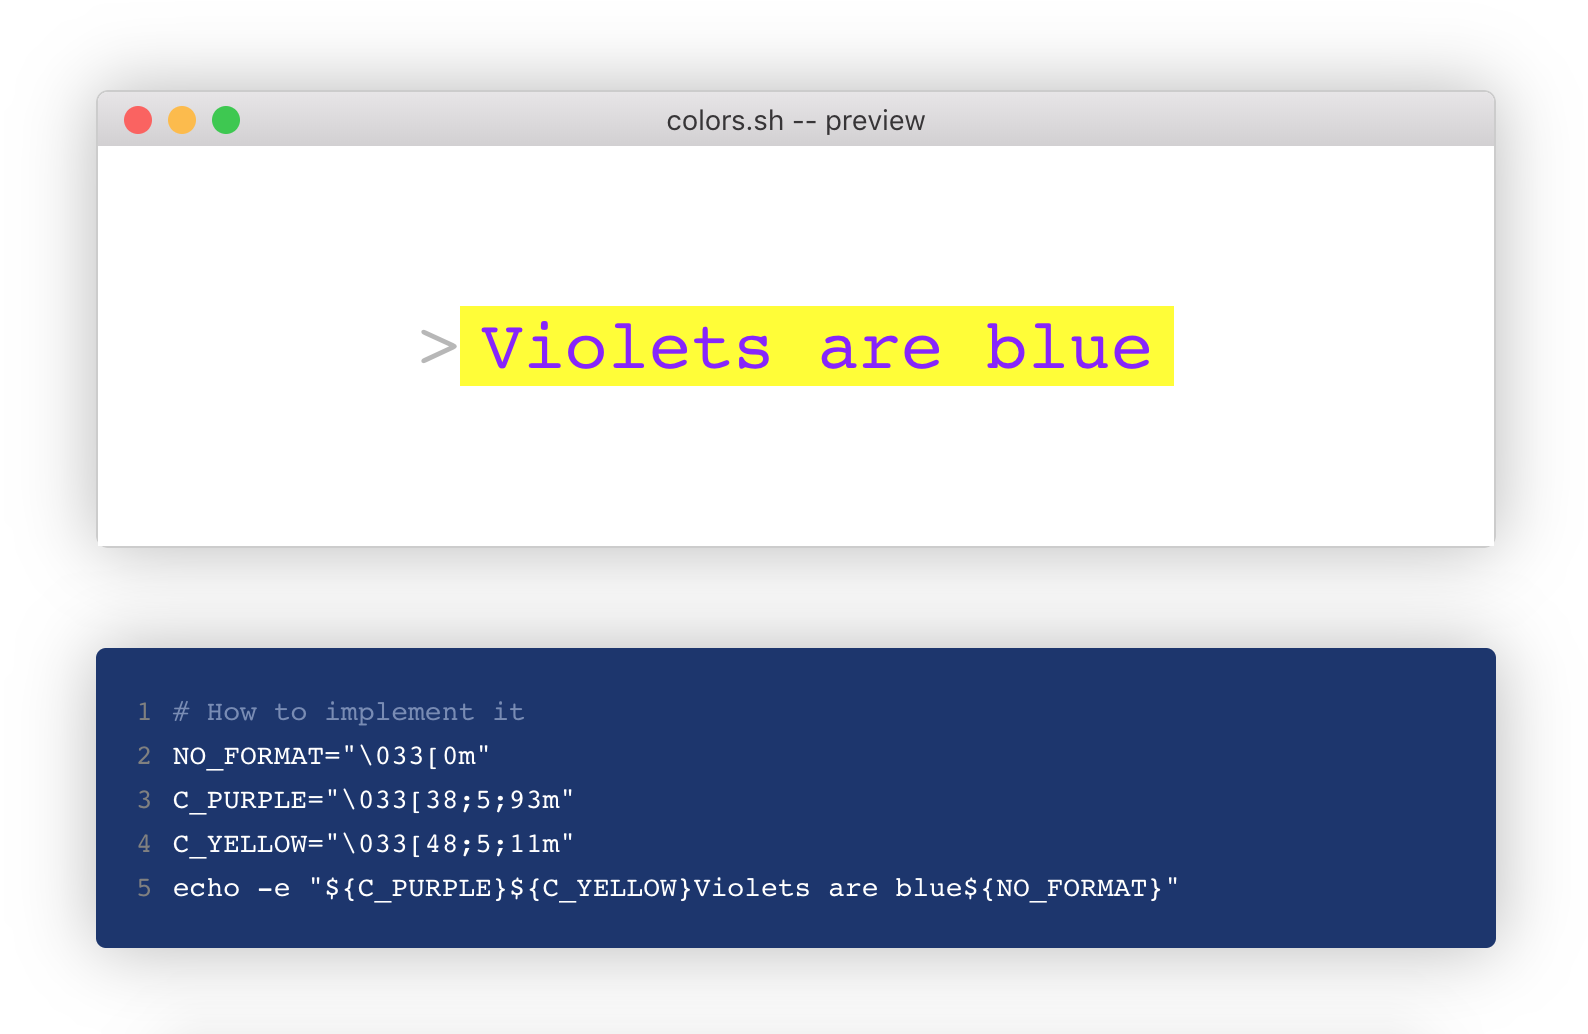 colors.sh -- preview
>Violets are blue
1 # How to implement it
2 NO_FORMAT="\033[0m"
3 C_PURPLE="\033[38;5;93m"
4 C_YELLOW="\033[48;5;11m"
5 echo -e "${C_PURPLE}${C_YELLOW}Violets are blue${NO_FORMAT}"